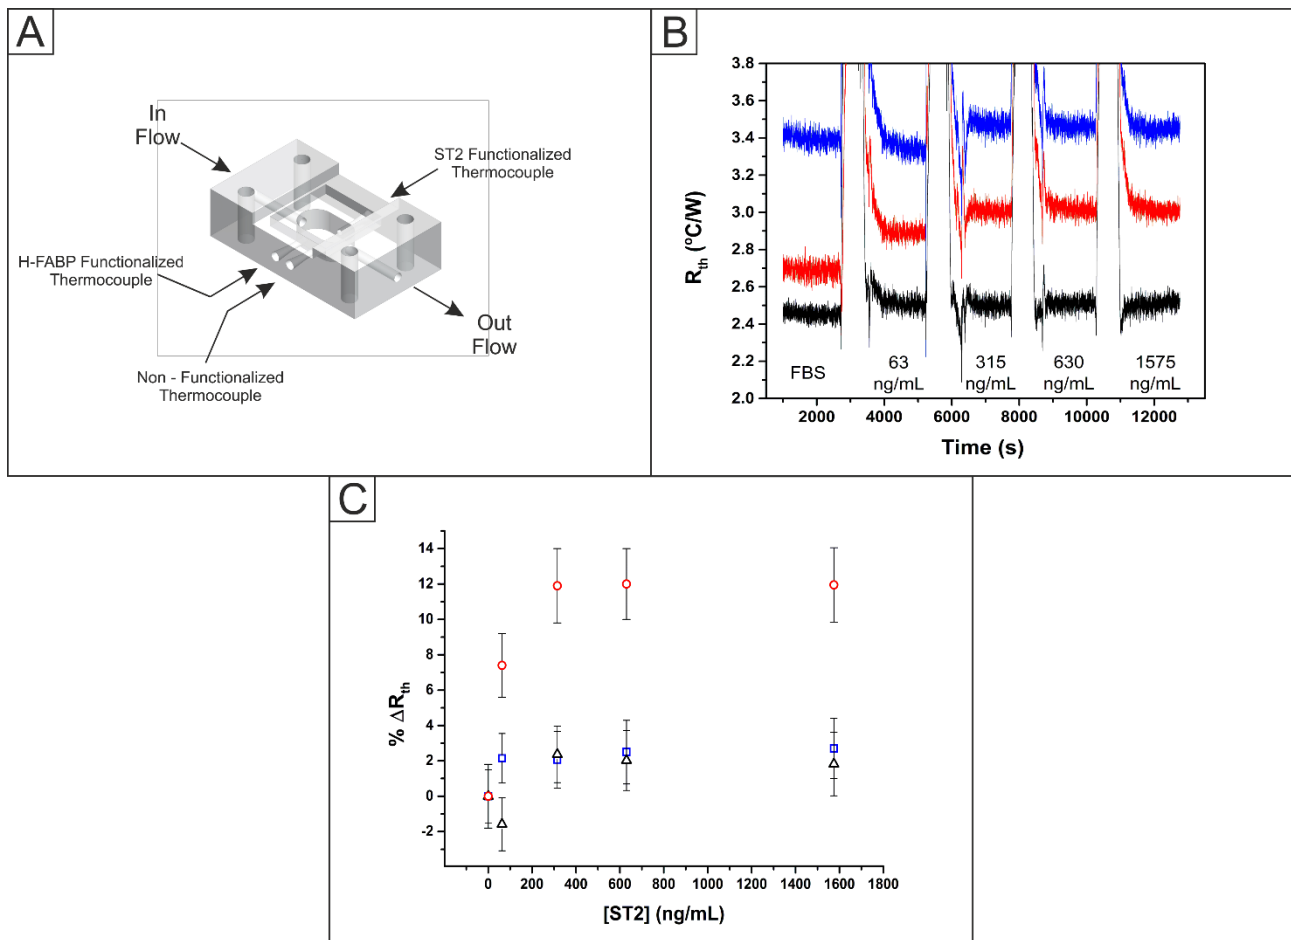 A
In
Flow
ST2 Functionalized
Thermocouple
H-FABP Functionalized
Thermocouple
Out
Flow
Non - Functionalized
Thermocouple
B
3.8
3.6
3.4
3.2
3.0
2.8
2.6
2.4
2.2
2.0
R_th (ºC/W)
FBS
63
ng/mL
315
ng/mL
630
ng/mL
1575
ng/mL
2000 4000 6000 8000 10000 12000
Time (s)
C
14
12
10
8
6
4
2
0
-2
% ΔR_th
0 200 400 600 800 1000 1200 1400 1600 1800
[ST2] (ng/mL)